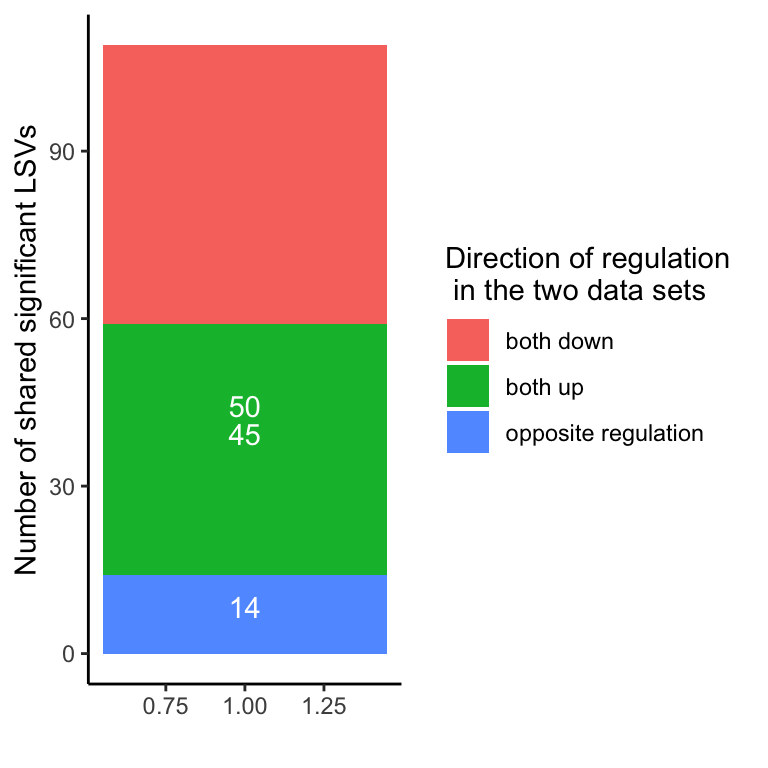 Number of shared significant LSVs
90
60
30
0
50
45
14
0.75 1.00 1.25
Direction of regulation
in the two data sets
both down
both up
opposite regulation